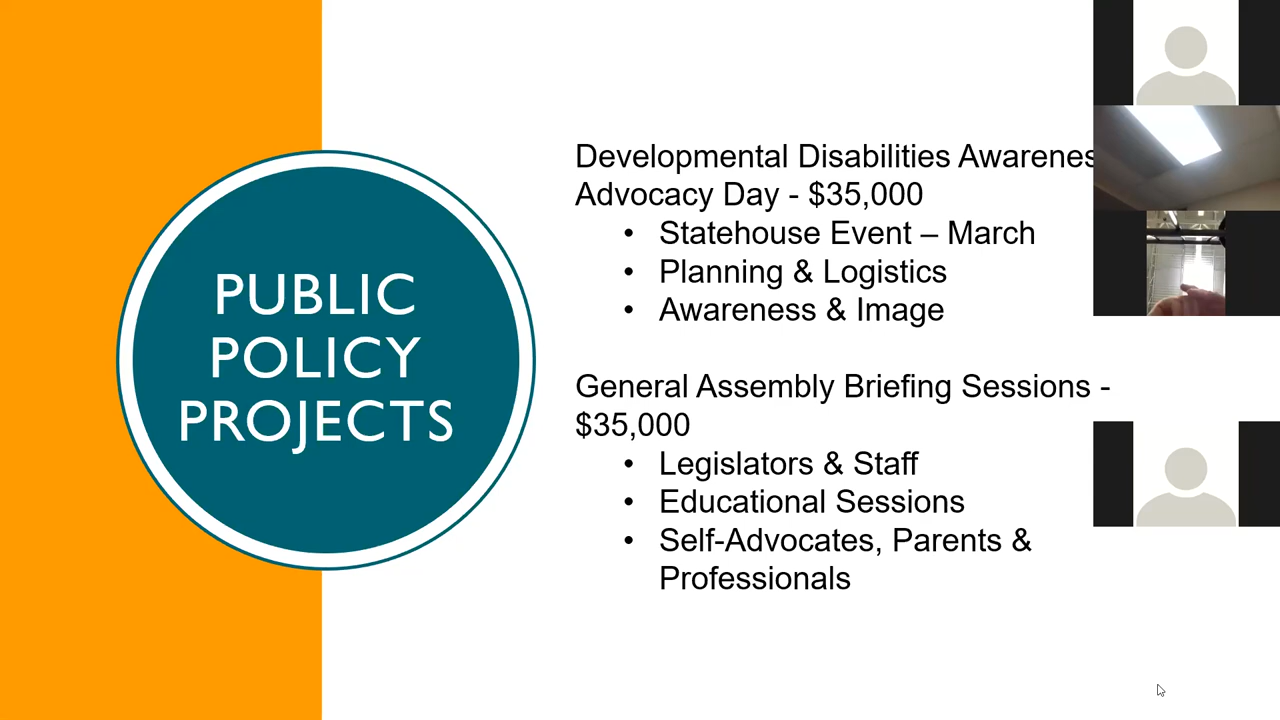 PUBLIC
POLICY
PROJECTS
Developmental Disabilities
Advocacy Day - $35,000
• Statehouse Event – March
• Planning & Logistics
• Awareness & Image
General Assembly Briefing Sessions -
$35,000
• Legislators & Staff
• Educational Sessions
• Self-Advocates, Parents &
Professionals